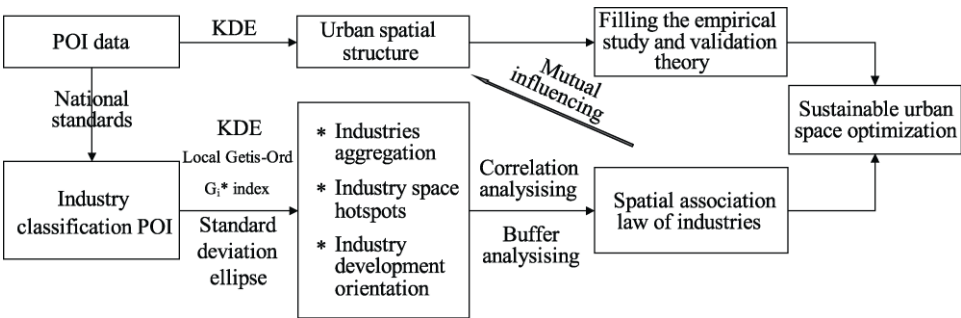 POI data
KDE
Urban spatial
structure
Filling the empirical
study and validation
theory
Mutual
influencing
Sustainable urban
space optimization
National
standards
Industry
classification POI
KDE
Local Getis-Ord
Gi* index
Standard
deviation
ellipse
* Industries
aggregation
* Industry space
hotspots
* Industry
development
orientation
Correlation
analysising
Buffer
analysising
Spatial association
law of industries